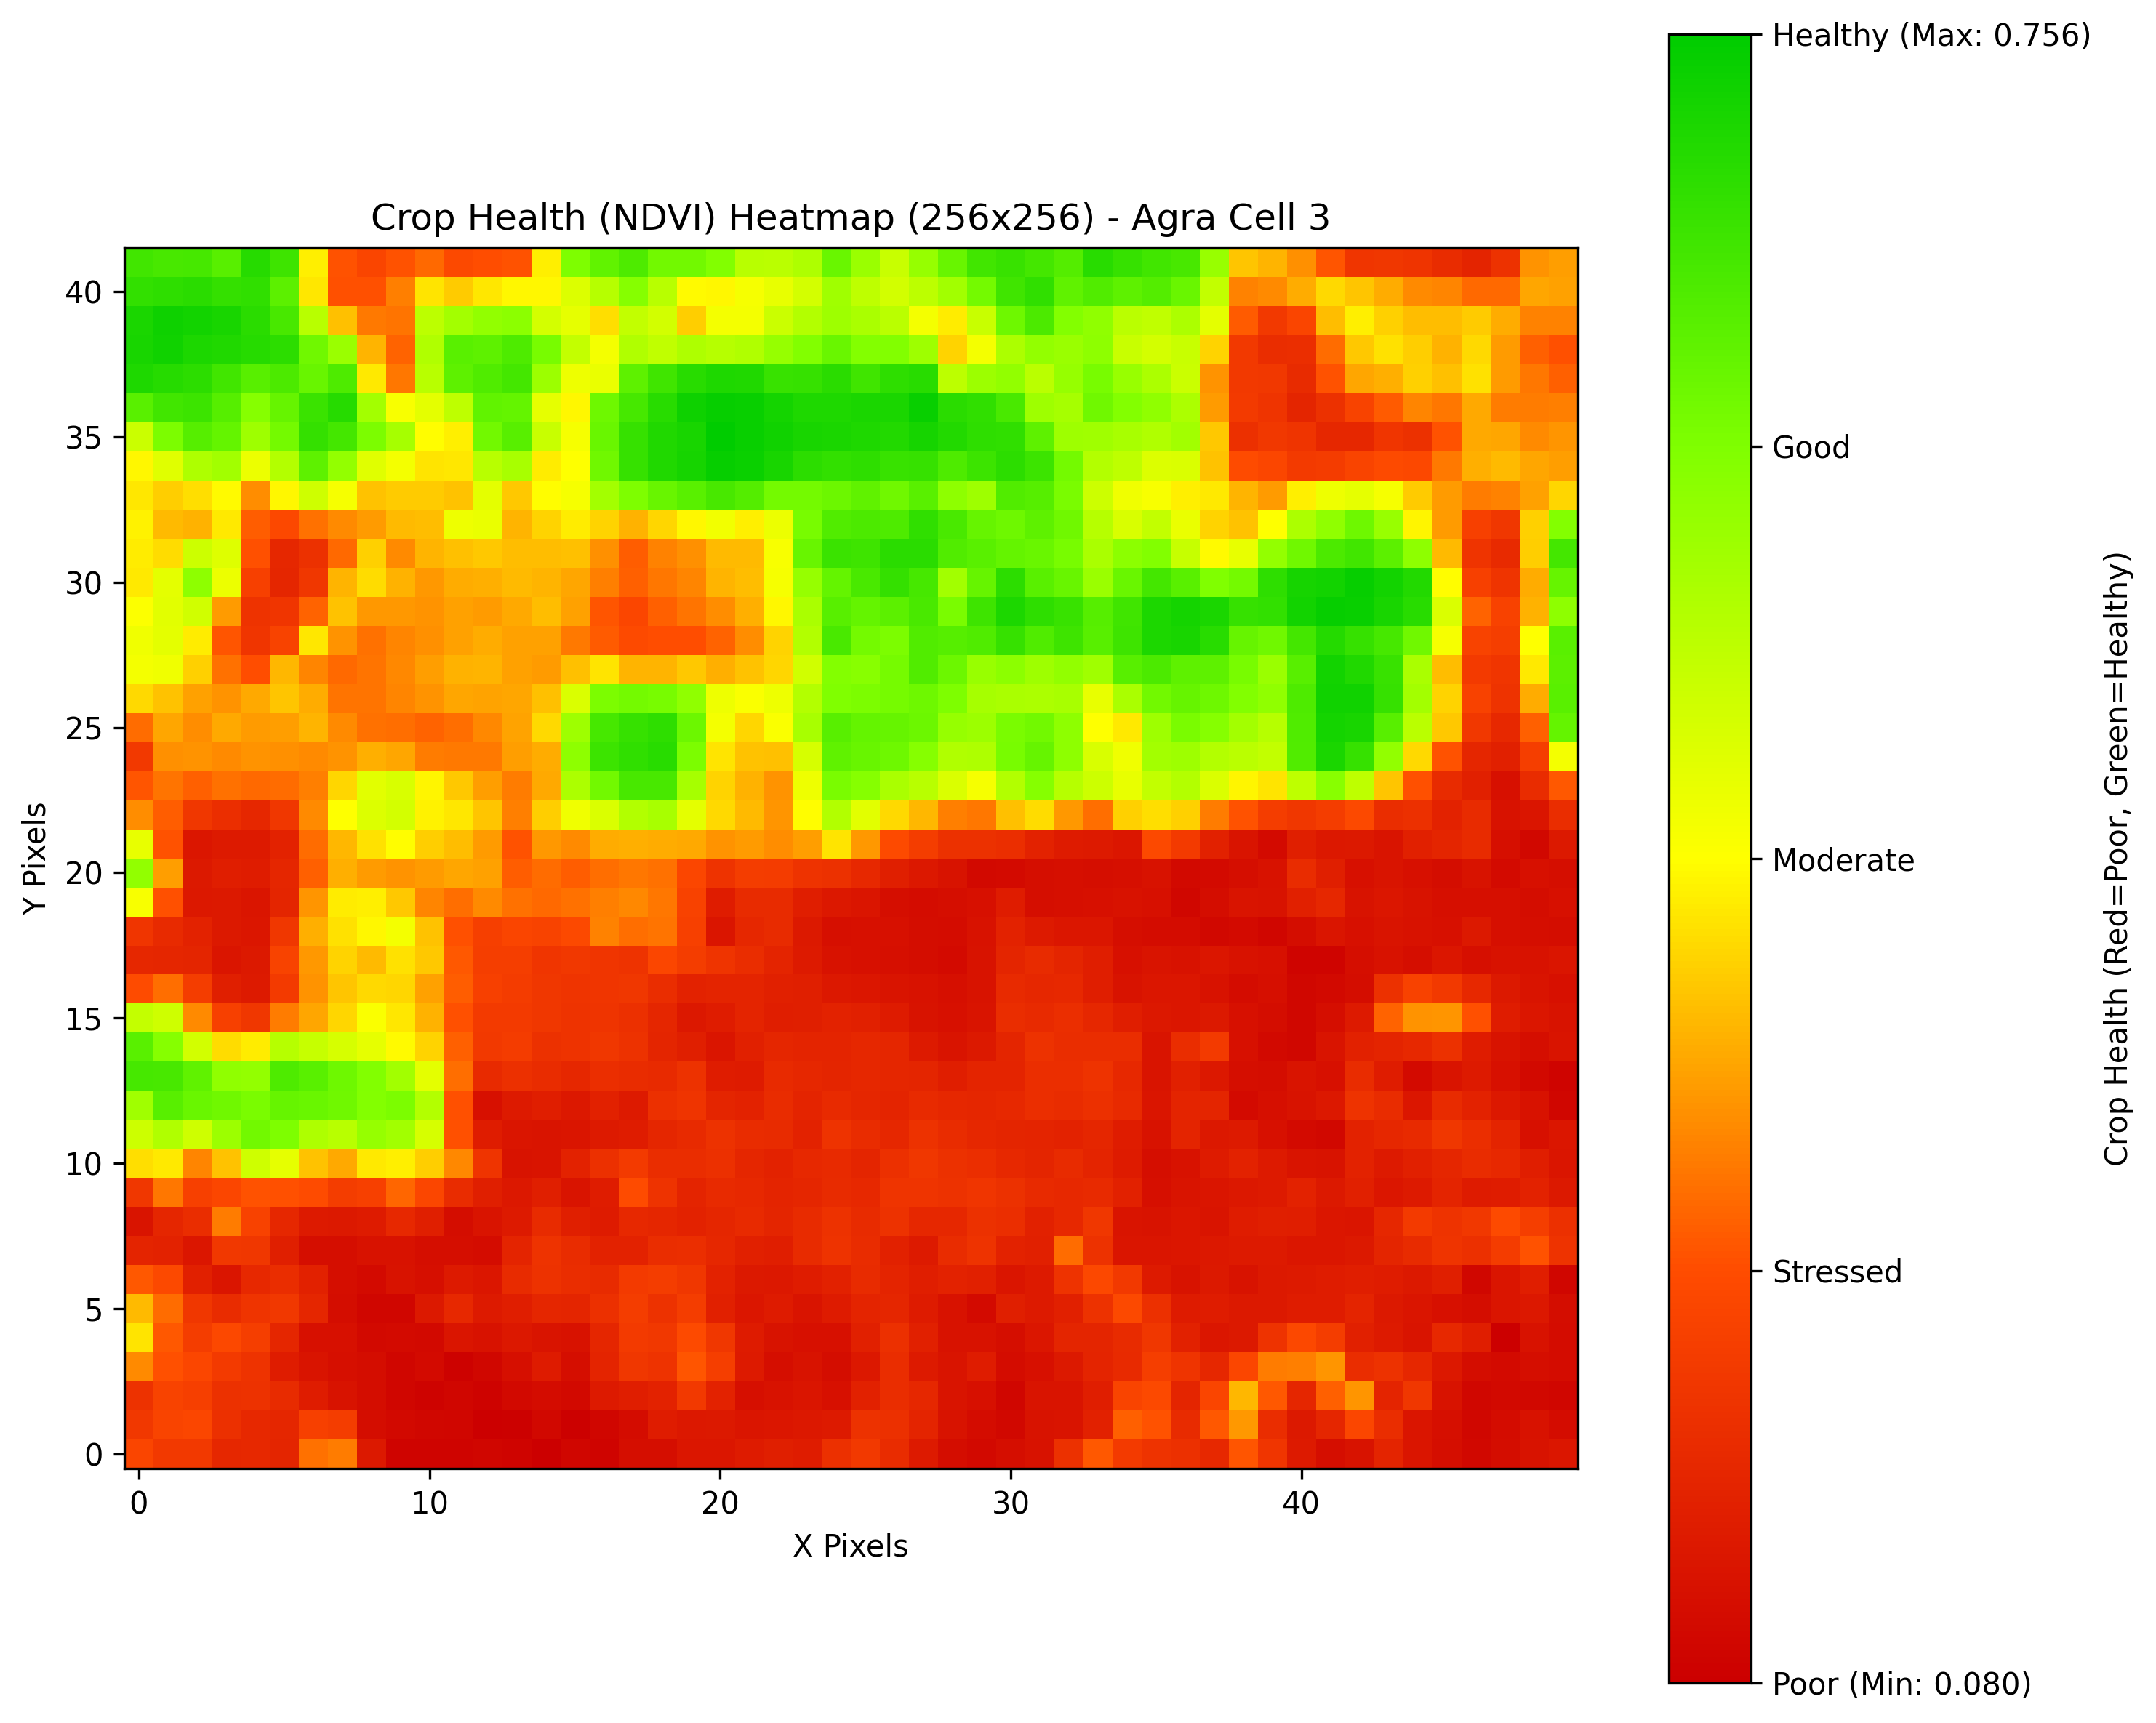 Crop Health (NDVI) Heatmap (256x256) - Agra Cell 3
Y Pixels
40
35
30
25
20
15
10
5
0
0 10 20 30 40
X Pixels
Healthy (Max: 0.756)
Good
Moderate
Stressed
Poor (Min: 0.080)
Crop Health (Red=Poor, Green=Healthy)